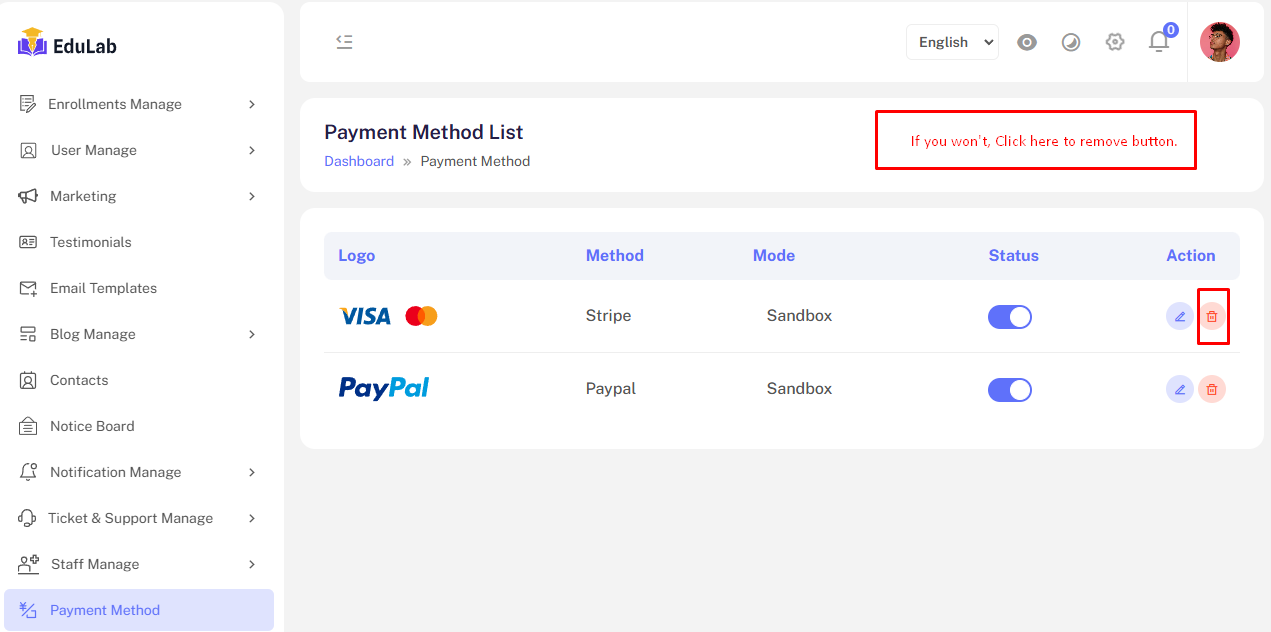 EduLab
English
0
Enrollments Manage
User Manage
Marketing
Testimonials
Email Templates
Blog Manage
Contacts
Notice Board
Notification Manage
Ticket & Support Manage
Staff Manage
Payment Method
Payment Method List
Dashboard » Payment Method
If you won't, Click here to remove button.
Logo Method Mode Status Action
VISA Stripe Sandbox
PayPal Paypal Sandbox